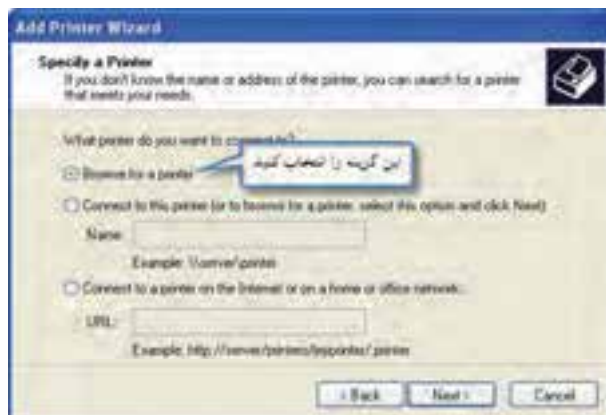 Add Printer Wizard
Specify a Printer
If you don't know the name or address of the printer, you can search for a printer
that meets your needs.
What printer do you want to connect to?
این گزینه را انتخاب کنید
Browse for a printer
Connect to this printer (or to browse for a printer, select this option and click Next):
Name:
Example: \\server\printer
Connect to a printer on the Internet or on a home or office network:
URL:
Example: http://server/printers/myprinter/.printer
< Back
Next >
Cancel